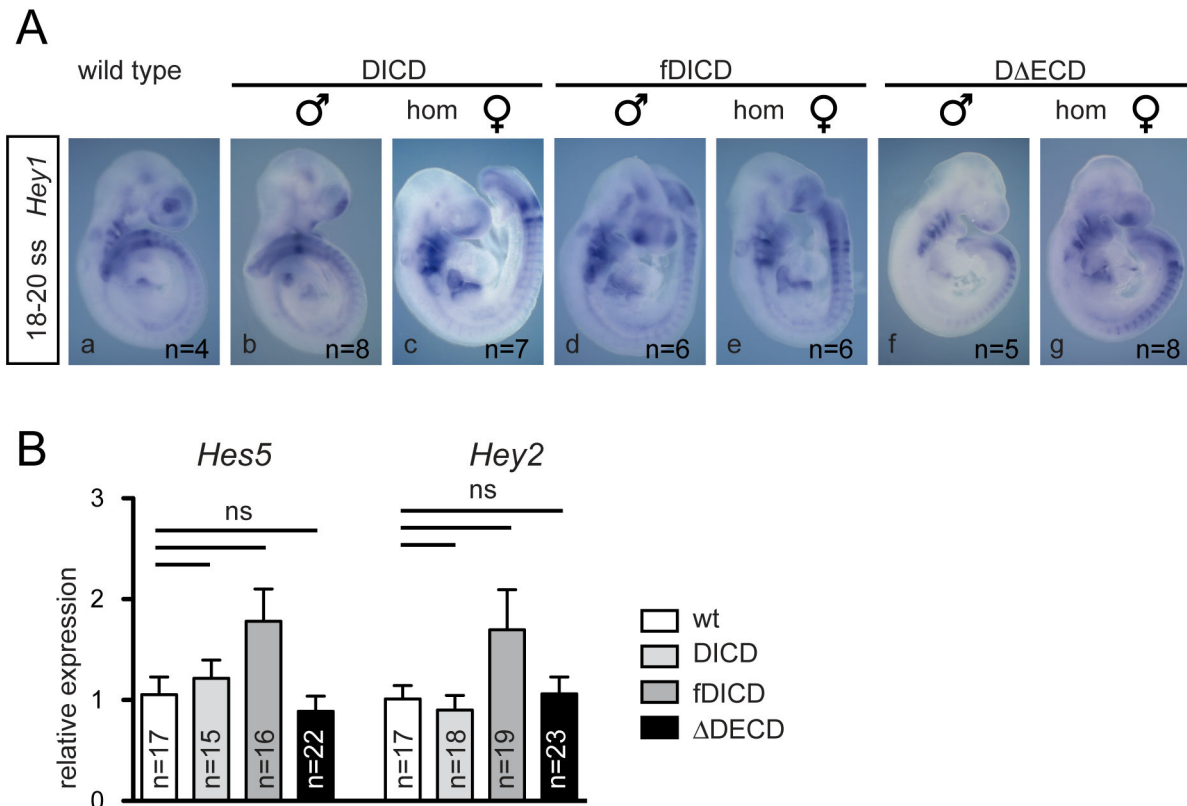 A
wild type DICD fDICD DΔECD
♂ hom ♀ ♂ hom ♀ ♂ hom ♀
18-20 ss Hey1
a n=4 b n=8 c n=7 d n=6 e n=6 f n=5 g n=8
B
Hes5 Hey2
ns ns
relative expression
3
2
1
0
n=17 n=15 n=16 n=22 n=17 n=18 n=19 n=23
wt
DICD
fDICD
ΔDECD